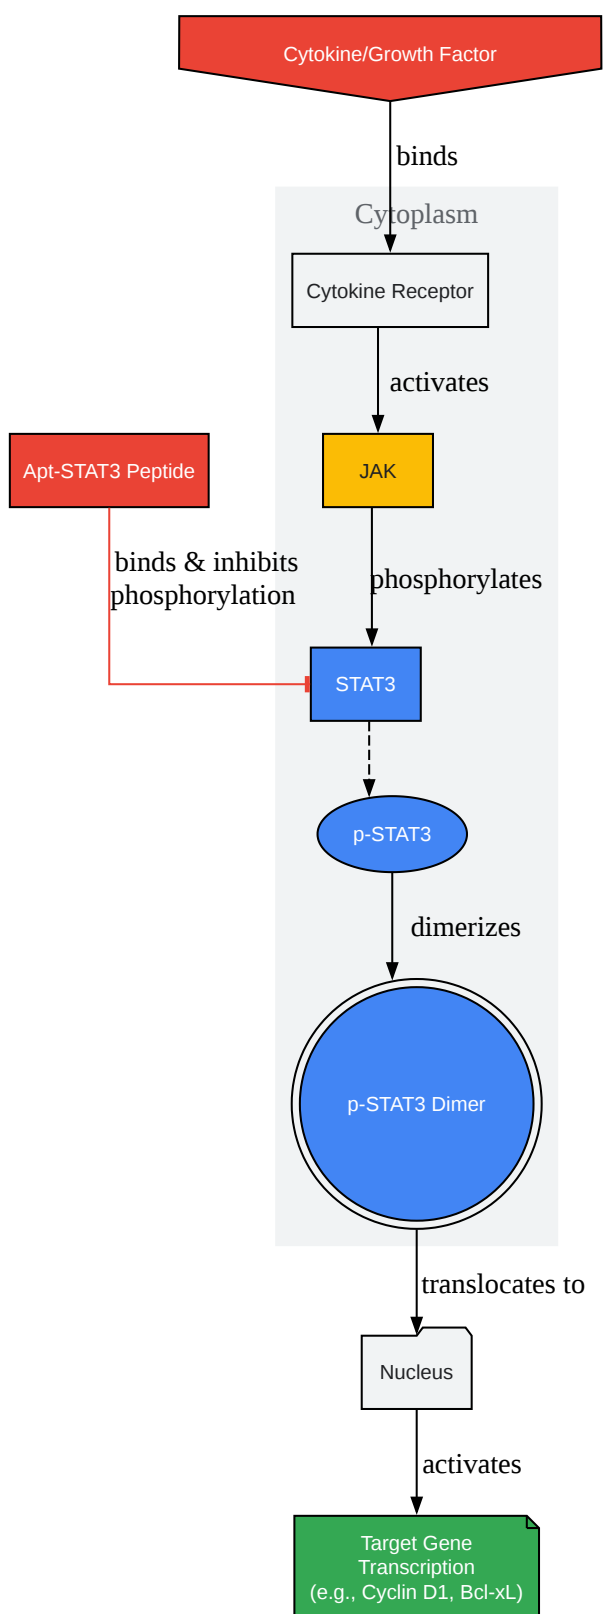 Cytokine/Growth Factor
binds
Cytoplasm
Cytokine Receptor
activates
Apt-STAT3 Peptide
JAK
binds & inhibits
phosphorylation
phosphorylates
STAT3
p-STAT3
dimerizes
p-STAT3 Dimer
translocates to
Nucleus
activates
Target Gene
Transcription
(e.g., Cyclin D1, Bcl-xL)